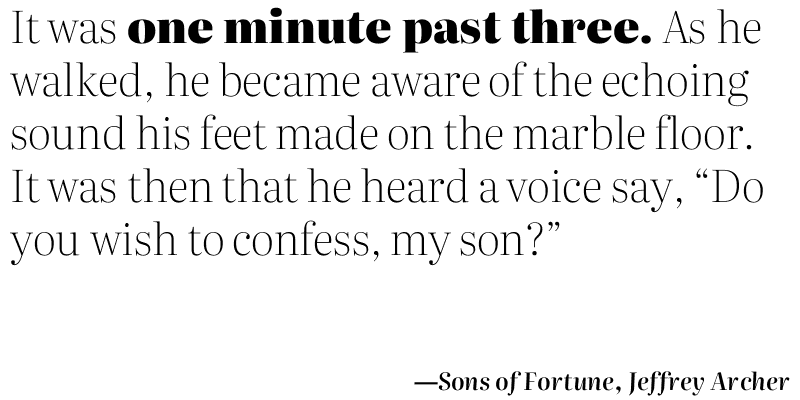 It was one minute past three. As he
walked, he became aware of the echoing
sound his feet made on the marble floor.
It was then that he heard a voice say, “Do
you wish to confess, my son?”
—Sons of Fortune, Jeffrey Archer